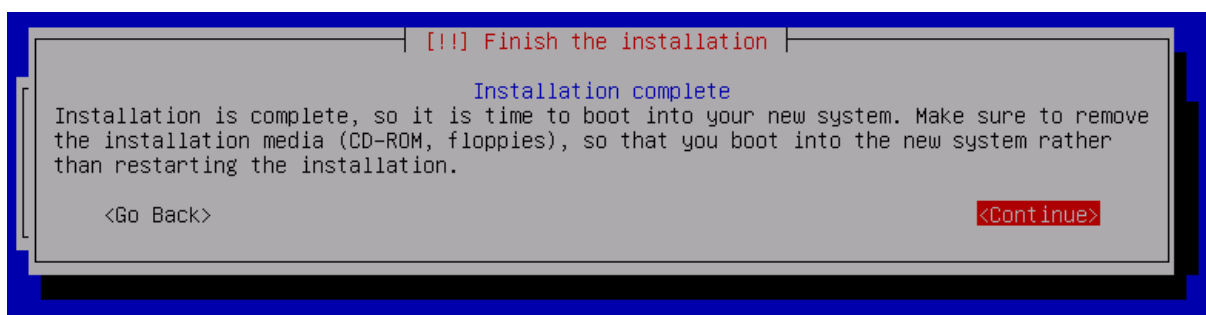 [!!] Finish the installation
Installation complete
Installation is complete, so it is time to boot into your new system. Make sure to remove
the installation media (CD-ROM, floppies), so that you boot into the new system rather
than restarting the installation.
<Go Back> <Continue>